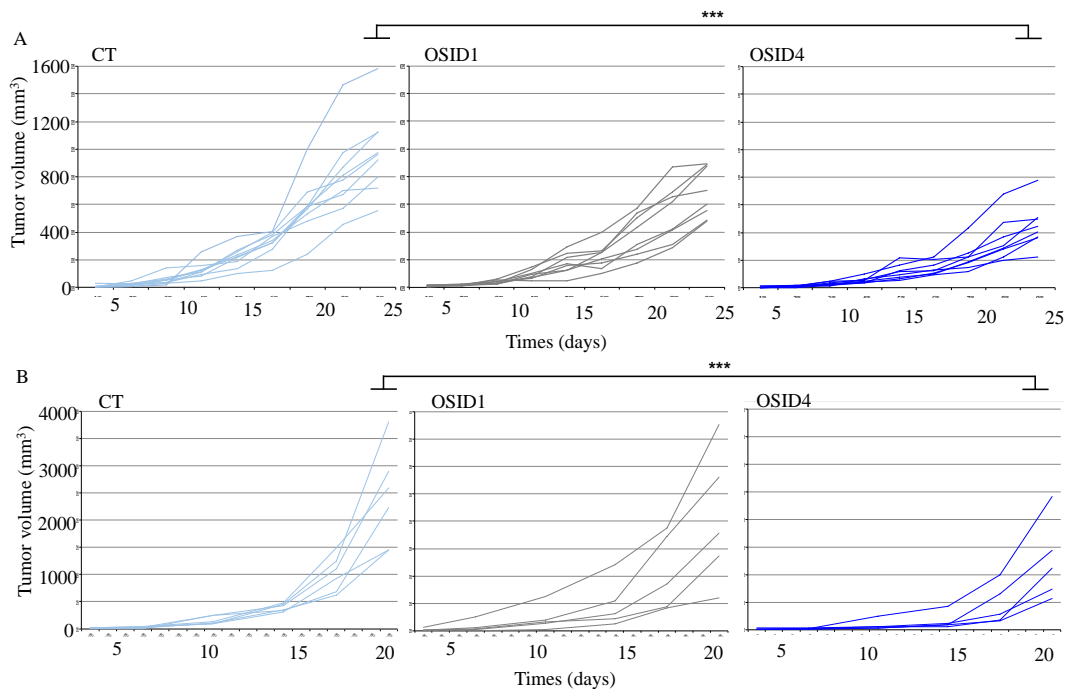 ***
A
CT OSID1 OSID4
1600
1200
800
400
0
Tumor volume (mm³)
5 10 15 20 25 5 10 15 20 25 5 10 15 20 25
Times (days)
***
B
CT OSID1 OSID4
4000
3000
2000
1000
0
Tumor volume (mm³)
5 10 15 20 5 10 15 20 5 10 15 20
Times (days)